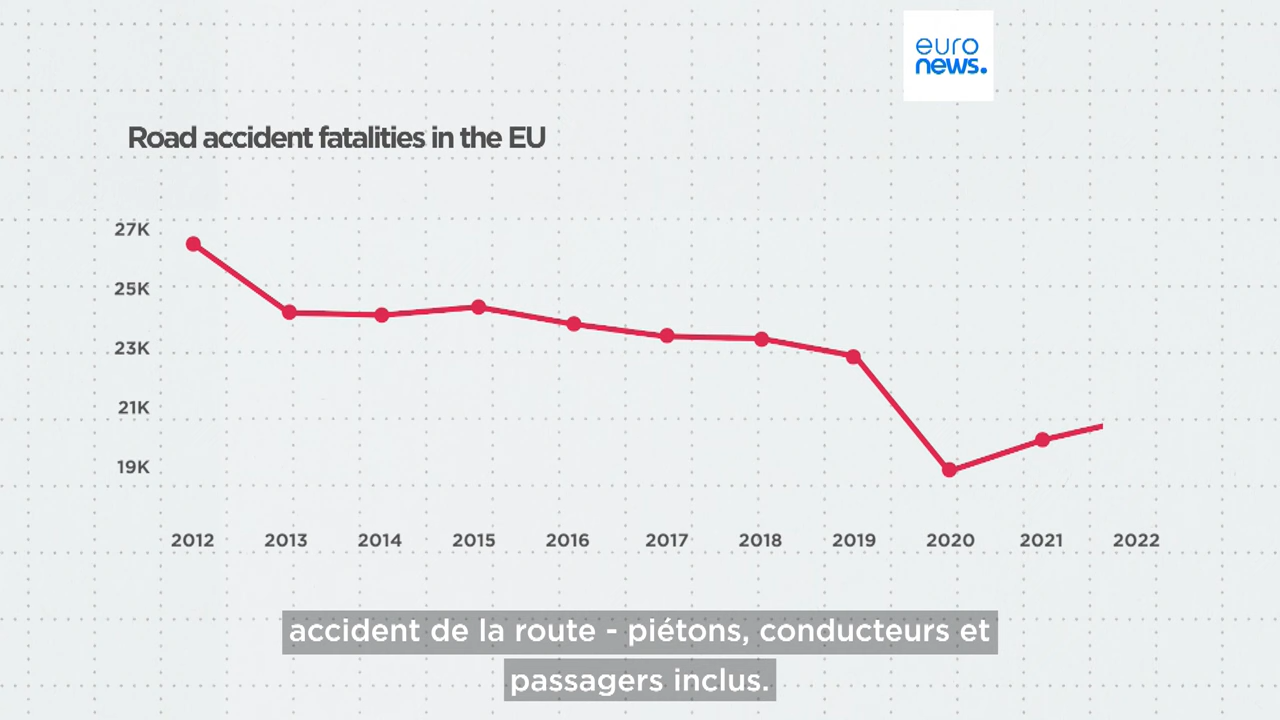 euro
news.
Road accident fatalities in the EU
27K
25K
23K
21K
19K
2012 2013 2014 2015 2016 2017 2018 2019 2020 2021 2022
accident de la route - piétons, conducteurs et
passagers inclus.